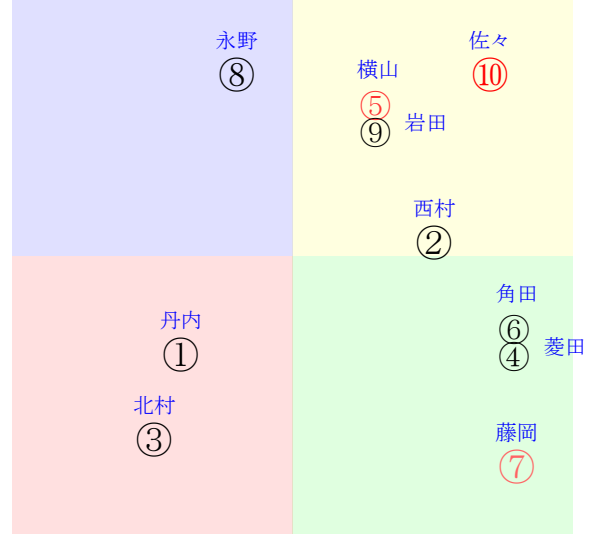 永野
⑧
佐々
⑩
横山
⑤
⑨ 岩田
西村
②
角田
⑥
④ 菱田
丹内
①
北村
③
藤岡
⑦